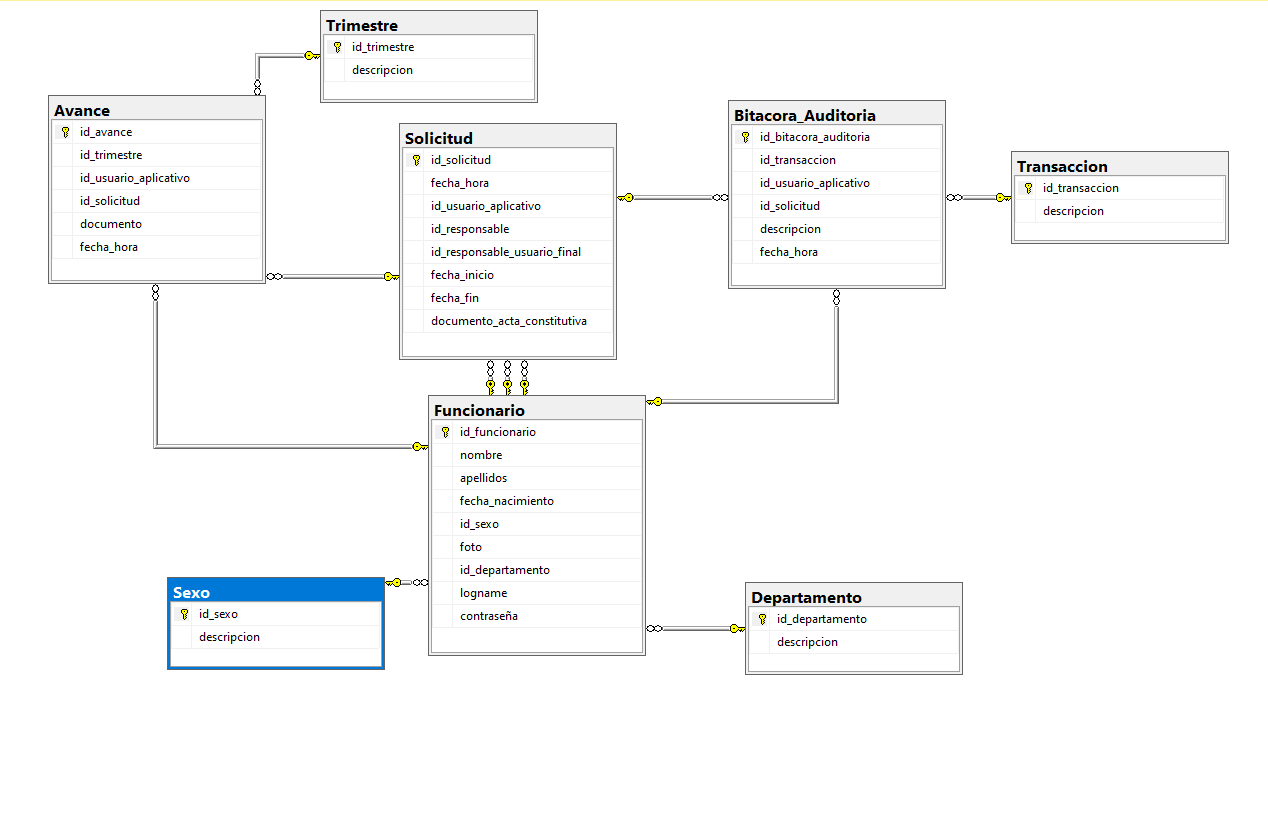 Trimestre
id_trimestre
descripcion
Avance
id_avance
id_trimestre
id_usuario_aplicativo
id_solicitud
documento
fecha_hora
Solicitud
id_solicitud
fecha_hora
id_usuario_aplicativo
id_responsable
id_responsable_usuario_final
fecha_inicio
fecha_fin
documento_acta_constitutiva
Bitacora_Auditoria
id_bitacora_auditoria
id_transaccion
id_usuario_aplicativo
id_solicitud
descripcion
fecha_hora
Transaccion
id_transaccion
descripcion
Funcionario
id_funcionario
nombre
apellidos
fecha_nacimiento
id_sexo
foto
id_departamento
logname
contraseña
Sexo
id_sexo
descripcion
Departamento
id_departamento
descripcion